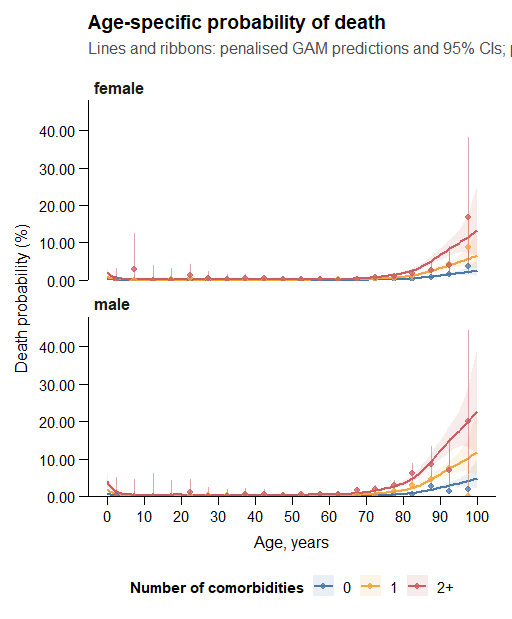 Age-specific probability of death
Lines and ribbons: penalised GAM predictions and 95% CIs;
female
40.00
30.00
20.00
10.00
0.00
male
40.00
30.00
20.00
10.00
0.00
Death probability (%)
0 10 20 30 40 50 60 70 80 90 100
Age, years
Number of comorbidities 0 1 2+